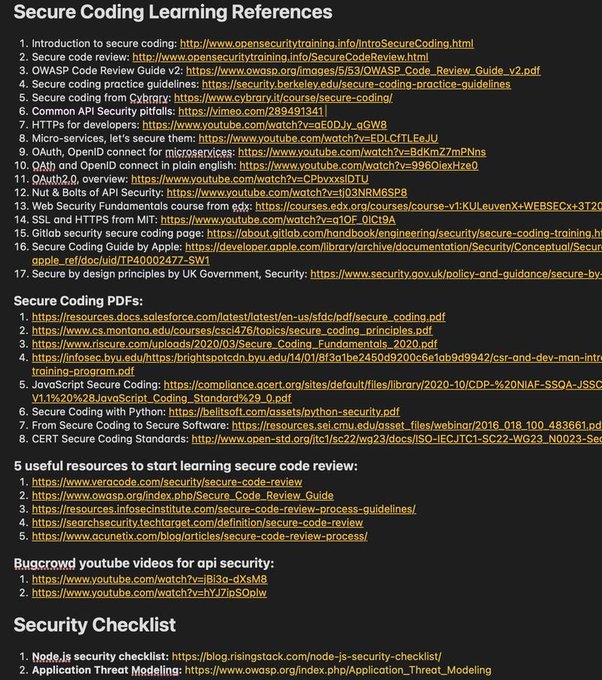 Secure Coding Learning References
1. Introduction to secure coding: http://www.opensecuritytraining.info/IntroSecureCoding.html
2. Secure code review: http://www.opensecuritytraining.info/SecureCodeReview.html
3. OWASP Code Review Guide v2: https://www.owasp.org/images/5/53/OWASP_Code_Review_Guide_v2.pdf
4. Secure coding practice guidelines: https://security.berkeley.edu/secure-coding-practice-guidelines
5. Secure coding from Cybrary: https://www.cybrary.it/course/secure-coding/
6. Common API Security pitfalls: https://vimeo.com/289491341
7. HTTPs for developers: https://www.youtube.com/watch?v=aE0DJy_qGW8
8. Micro-services, let's secure them: https://www.youtube.com/watch?v=EDLCfTLEeJU
9. OAuth, OpenID connect for microservices: https://www.youtube.com/watch?v=BdKmZ7mPNns
10. OAth and OpenID connect in plain english: https://www.youtube.com/watch?v=996OiexHze0
11. OAuth2.0, overview: https://www.youtube.com/watch?v=CPbvxxslDTU
12. Nut & Bolts of API Security: https://www.youtube.com/watch?v=tj03NRM6SP8
13. Web Security Fundamentals course from edx: https://courses.edx.org/courses/course-v1:KULeuvenX+WEBSECx+3T20
14. SSL and HTTPS from MIT: https://www.youtube.com/watch?v=q1OF_0ICt9A
15. Gitlab security secure coding page: https://about.gitlab.com/handbook/engineering/security/secure-coding-training.h
16. Secure Coding Guide by Apple: https://developer.apple.com/library/archive/documentation/Security/Conceptual/Secur
apple_ref/doc/uid/TP40002477-SW1
17. Secure by design principles by UK Government, Security: https://www.security.gov.uk/policy-and-guidance/secure-by-
Secure Coding PDFs:
1. https://resources.docs.salesforce.com/latest/latest/en-us/sfdc/pdf/secure_coding.pdf
2. https://www.cs.montana.edu/courses/csci476/topics/secure_coding_principles.pdf
3. https://www.riscure.com/uploads/2020/03/Secure_Coding_Fundamentals_2020.pdf
4. https://infosec.byu.edu/https:/brightspotcdn.byu.edu/14/01/8f3a1be2450d9200c6e1ab9d9942/csr-and-dev-man-intro
training-program.pdf
5. JavaScript Secure Coding: https://compliance.qcert.org/sites/default/files/library/2020-10/CDP-%20NIAF-SSQA-JSSC
V1.1%20%28JavaScript_Coding_Standard%29_0.pdf
6. Secure Coding with Python: https://belitsoft.com/assets/python-security.pdf
7. From Secure Coding to Secure Software: https://resources.sei.cmu.edu/asset_files/webinar/2016_018_100_483661.pd
8. CERT Secure Coding Standards: http://www.open-std.org/jtc1/sc22/wg23/docs/ISO-IECJTC1-SC22-WG23_N0023-Sec
5 useful resources to start learning secure code review:
1. https://www.veracode.com/security/secure-code-review
2. https://www.owasp.org/index.php/Secure_Code_Review_Guide
3. https://resources.infosecinstitute.com/secure-code-review-process-guidelines/
4. https://searchsecurity.techtarget.com/definition/secure-code-review
5. https://www.acunetix.com/blog/articles/secure-code-review-process/
Bugcrowd youtube videos for api security:
1. https://www.youtube.com/watch?v=jBi3a-dXsM8
2. https://www.youtube.com/watch?v=hYJ7ipSOplw
Security Checklist
1. Node.js security checklist: https://blog.risingstack.com/node-js-security-checklist/
2. Application Threat Modeling: https://www.owasp.org/index.php/Application_Threat_Modeling